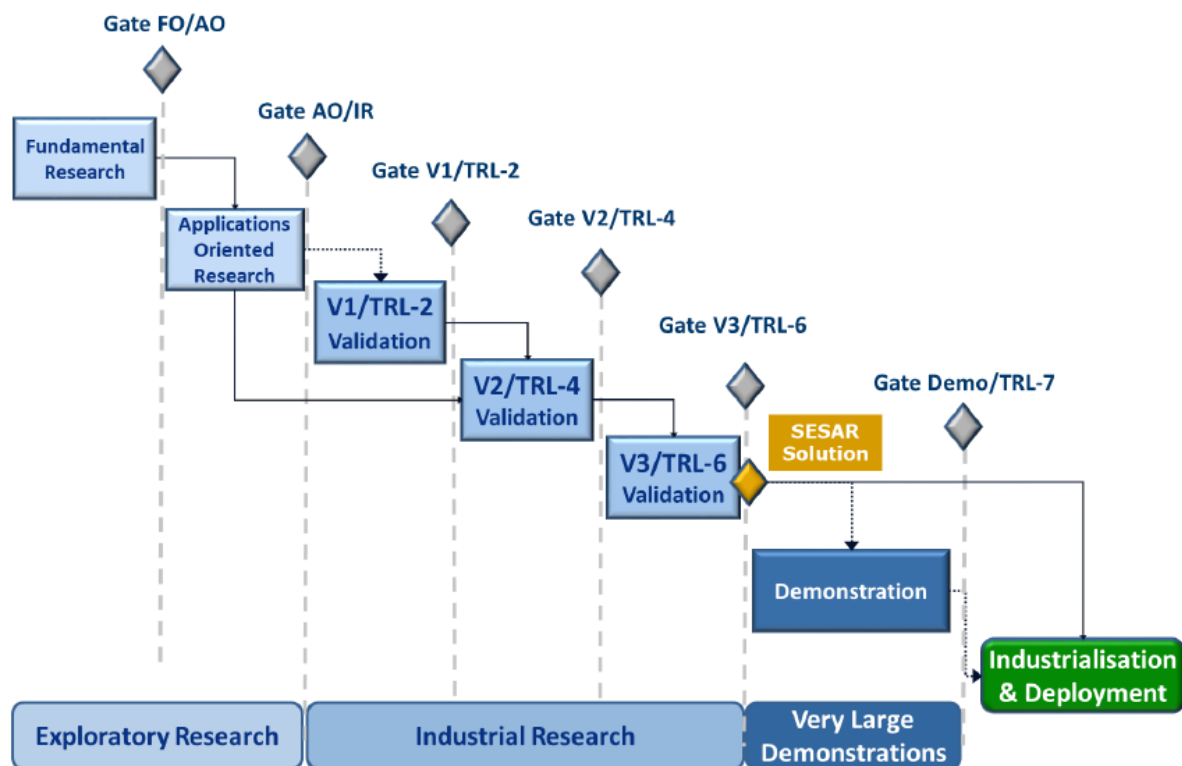 Gate FO/AO
Gate AO/IR
Fundamental
Research
Gate V1/TRL-2
Gate V2/TRL-4
Applications
Oriented
Research
V1/TRL-2
Validation
Gate V3/TRL-6
V2/TRL-4
Validation
Gate Demo/TRL-7
SESAR
Solution
V3/TRL-6
Validation
Demonstration
Industrialisation
& Deployment
Exploratory Research
Industrial Research
Very Large
Demonstrations